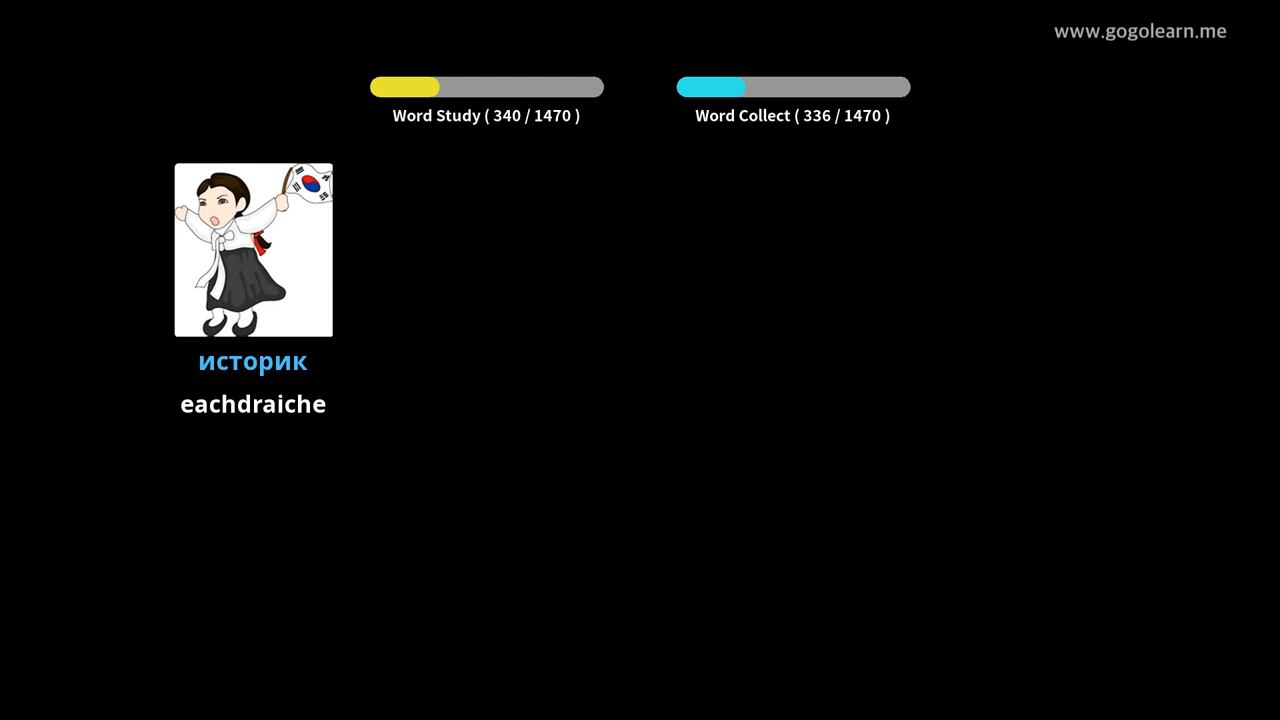 www.gogolearn.me
Word Study ( 340 / 1470 )
Word Collect ( 336 / 1470 )
историк
eachdraiche